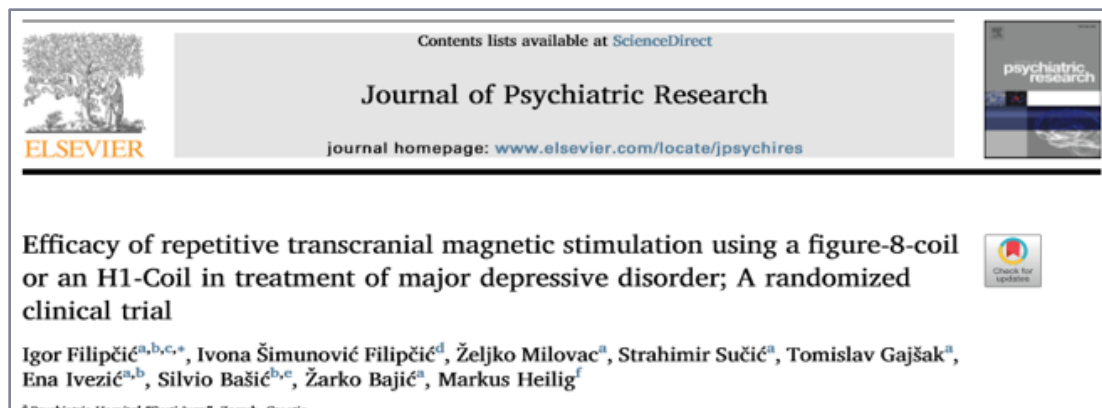 Contents lists available at ScienceDirect
Journal of Psychiatric Research
journal homepage: www.elsevier.com/locate/jpsychires
ELSEVIER
psychiatric
research
Efficacy of repetitive transcranial magnetic stimulation using a figure-8-coil
or an H1-Coil in treatment of major depressive disorder; A randomized
clinical trial
Check for
updates
Igor Filipčić a,b,c,*, Ivona Šimunović Filipčić d, Željko Milovac a, Strahimir Sučić a, Tomislav Gajšak a,
Ena Ivezić a,b, Silvio Bašić b,e, Žarko Bajić a, Markus Heilig f